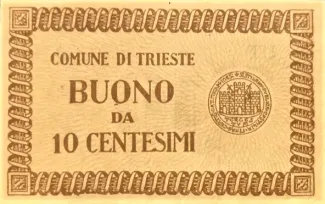 COMUNE DI TRIESTE
BUONO
DA
10 CENTESIMI